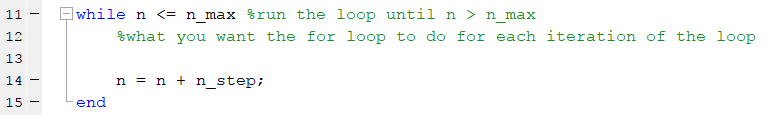 11 - while n <= n_max %run the loop until n > n_max
12 %what you want the for loop to do for each iteration of the loop
13
14 - n = n + n_step;
15 - end